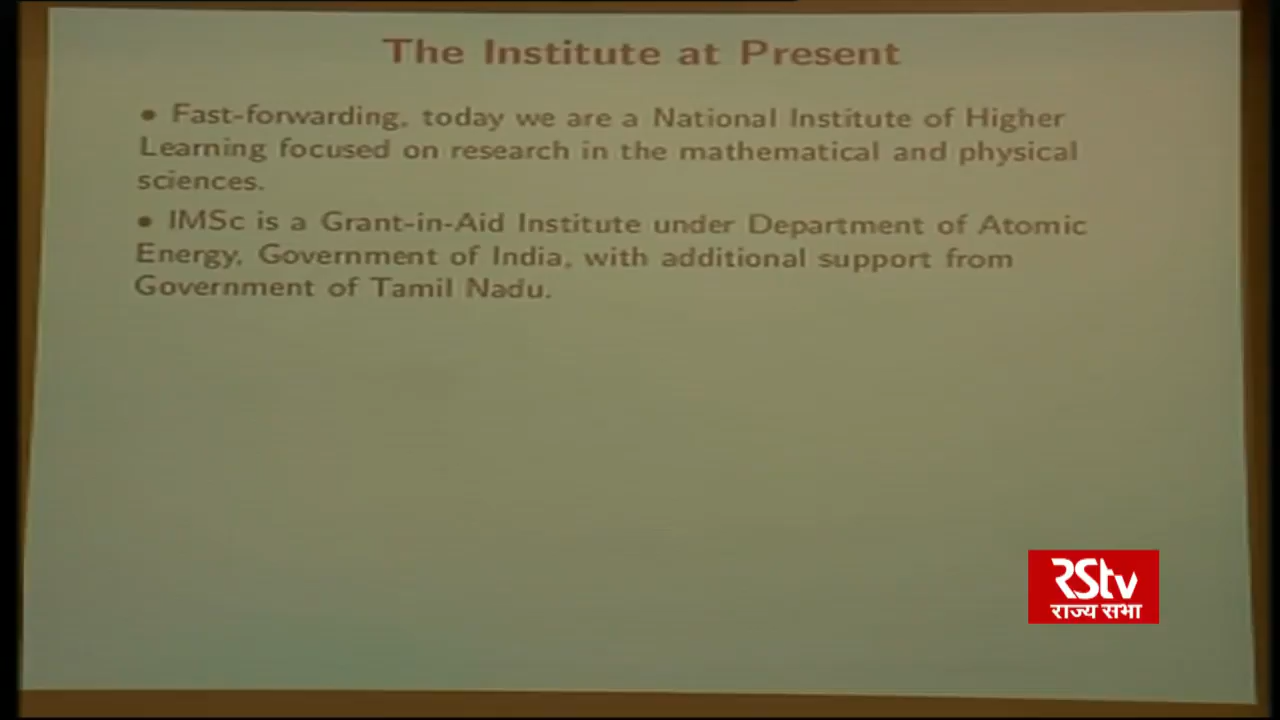 The Institute at Present
• Fast-forwarding, today we are a National Institute of Higher
Learning focused on research in the mathematical and physical
sciences.
• IMSc is a Grant-in-Aid Institute under Department of Atomic
Energy, Government of India, with additional support from
Government of Tamil Nadu.
RStv
राज्य सभा